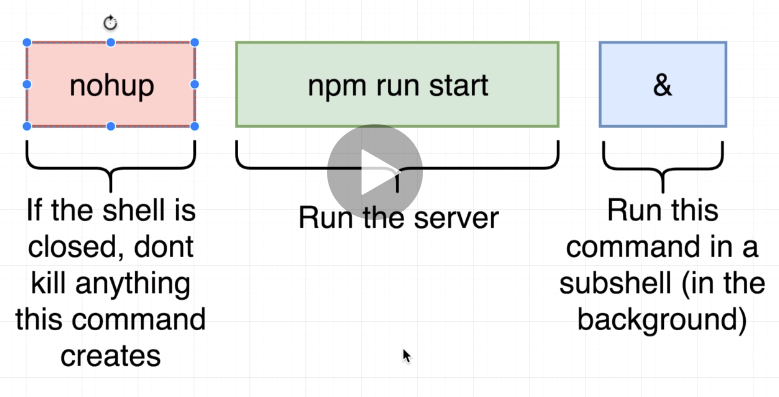 nohup
npm run start
&
If the shell is
closed, dont
kill anything
this command
creates
Run the server
Run this
command in a
subshell (in the
background)